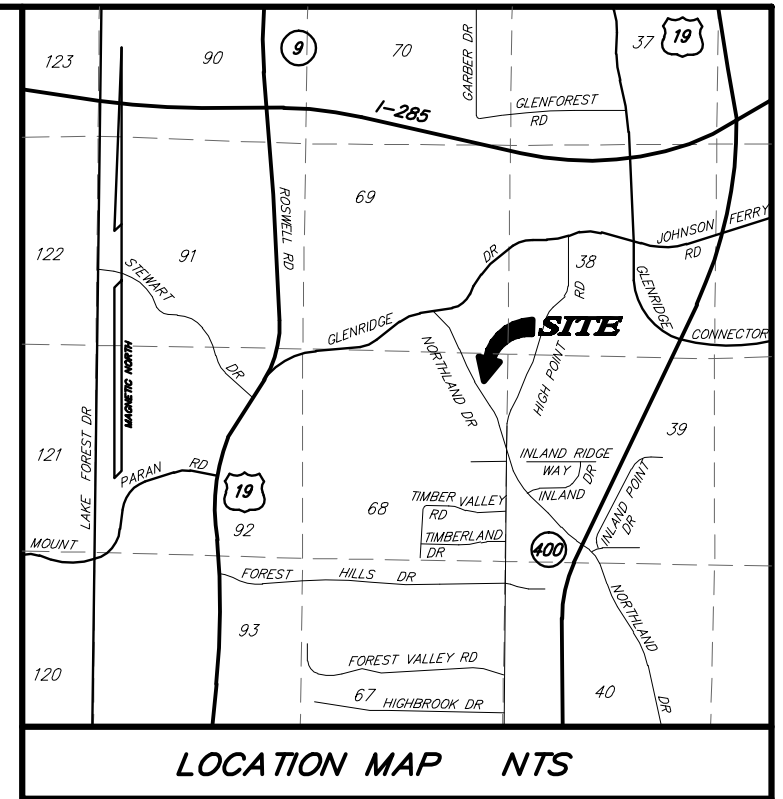 123
90
9
70
GARBER DR
37
19
GLENFOREST
RD
I-285
ROSWELL RD
69
JOHNSON FERRY
RD
122
91
STEWART
DR
GLENRIDGE
DR
38
RD
HIGH POINT
GLENRIDGE
CONNECTOR
SITE
MAGNETIC NORTH
NORTHLAND DR
LAKE FOREST DR
121
PARAN RD
MOUNT
19
92
68
39
INLAND RIDGE
WAY
INLAND
DR
INLAND POINT
DR
TIMBER VALLEY
RD
TIMBERLAND
DR
400
FOREST HILLS DR
NORTHLAND
DR
93
FOREST VALLEY RD
120
67
HIGHBROOK DR
40
LOCATION MAP NTS